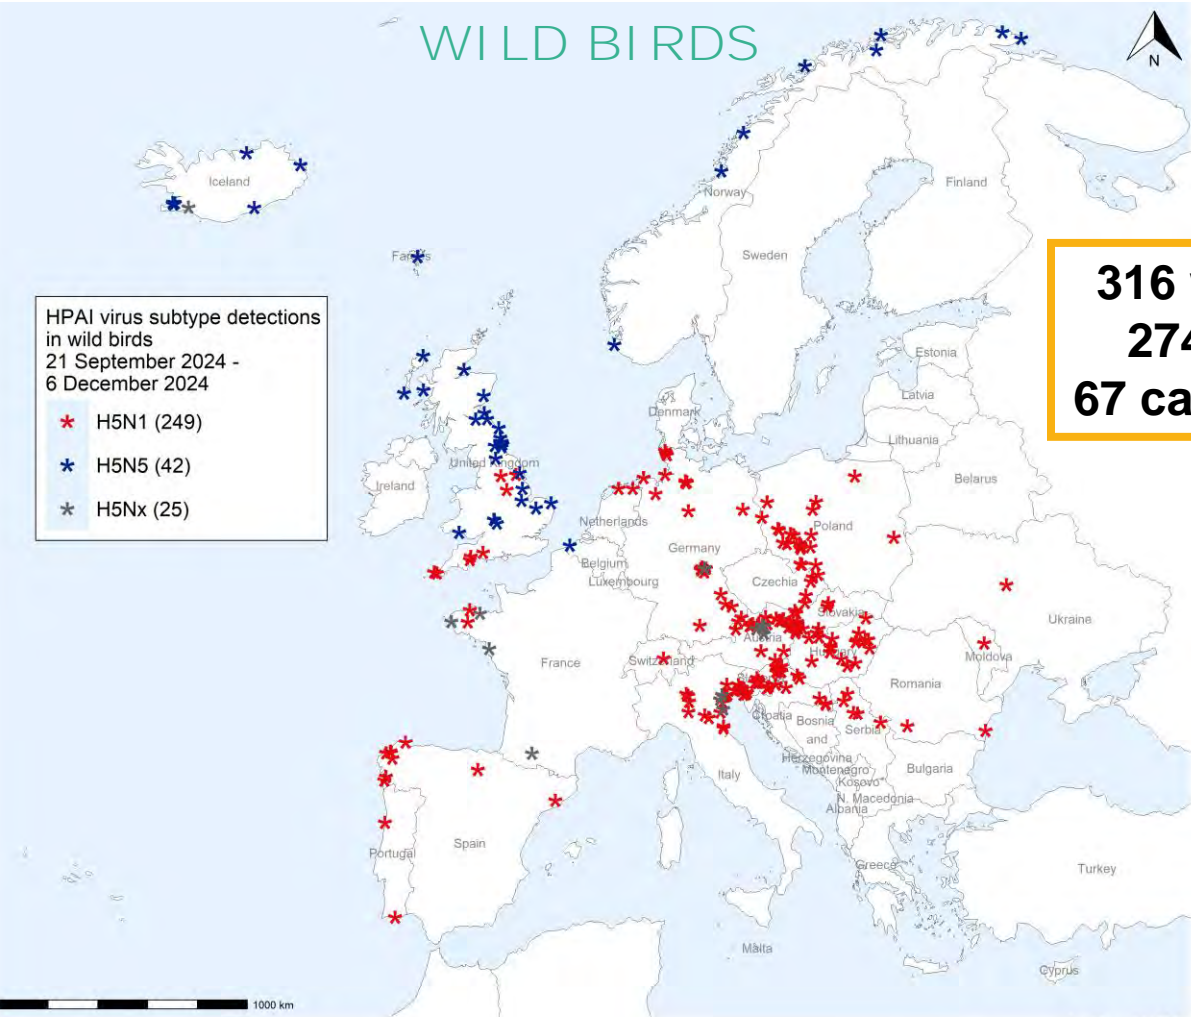 WILD BIRDS
N
Iceland
Norway
Finland
Sweden
316
274
67
HPAI virus subtype detections
in wild birds
21 September 2024 -
6 December 2024
H5N1 (249)
H5N5 (42)
H5Nx (25)
Estonia
Latvia
Denmark
Lithuania
United Kingdom
Ireland
Belarus
Netherlands
Poland
Germany
Belgium
Luxembourg
Czechia
Slovakia
Ukraine
Austria
Hungary
Moldova
France
Switzerland
Romania
Croatia
Bosnia
and
Herzegovina
Serbia
Montenegro
Kosovo*
Bulgaria
Italy
N. Macedonia
Albania
Portugal
Spain
Greece
Turkey
Malta
Cyprus
1000 km